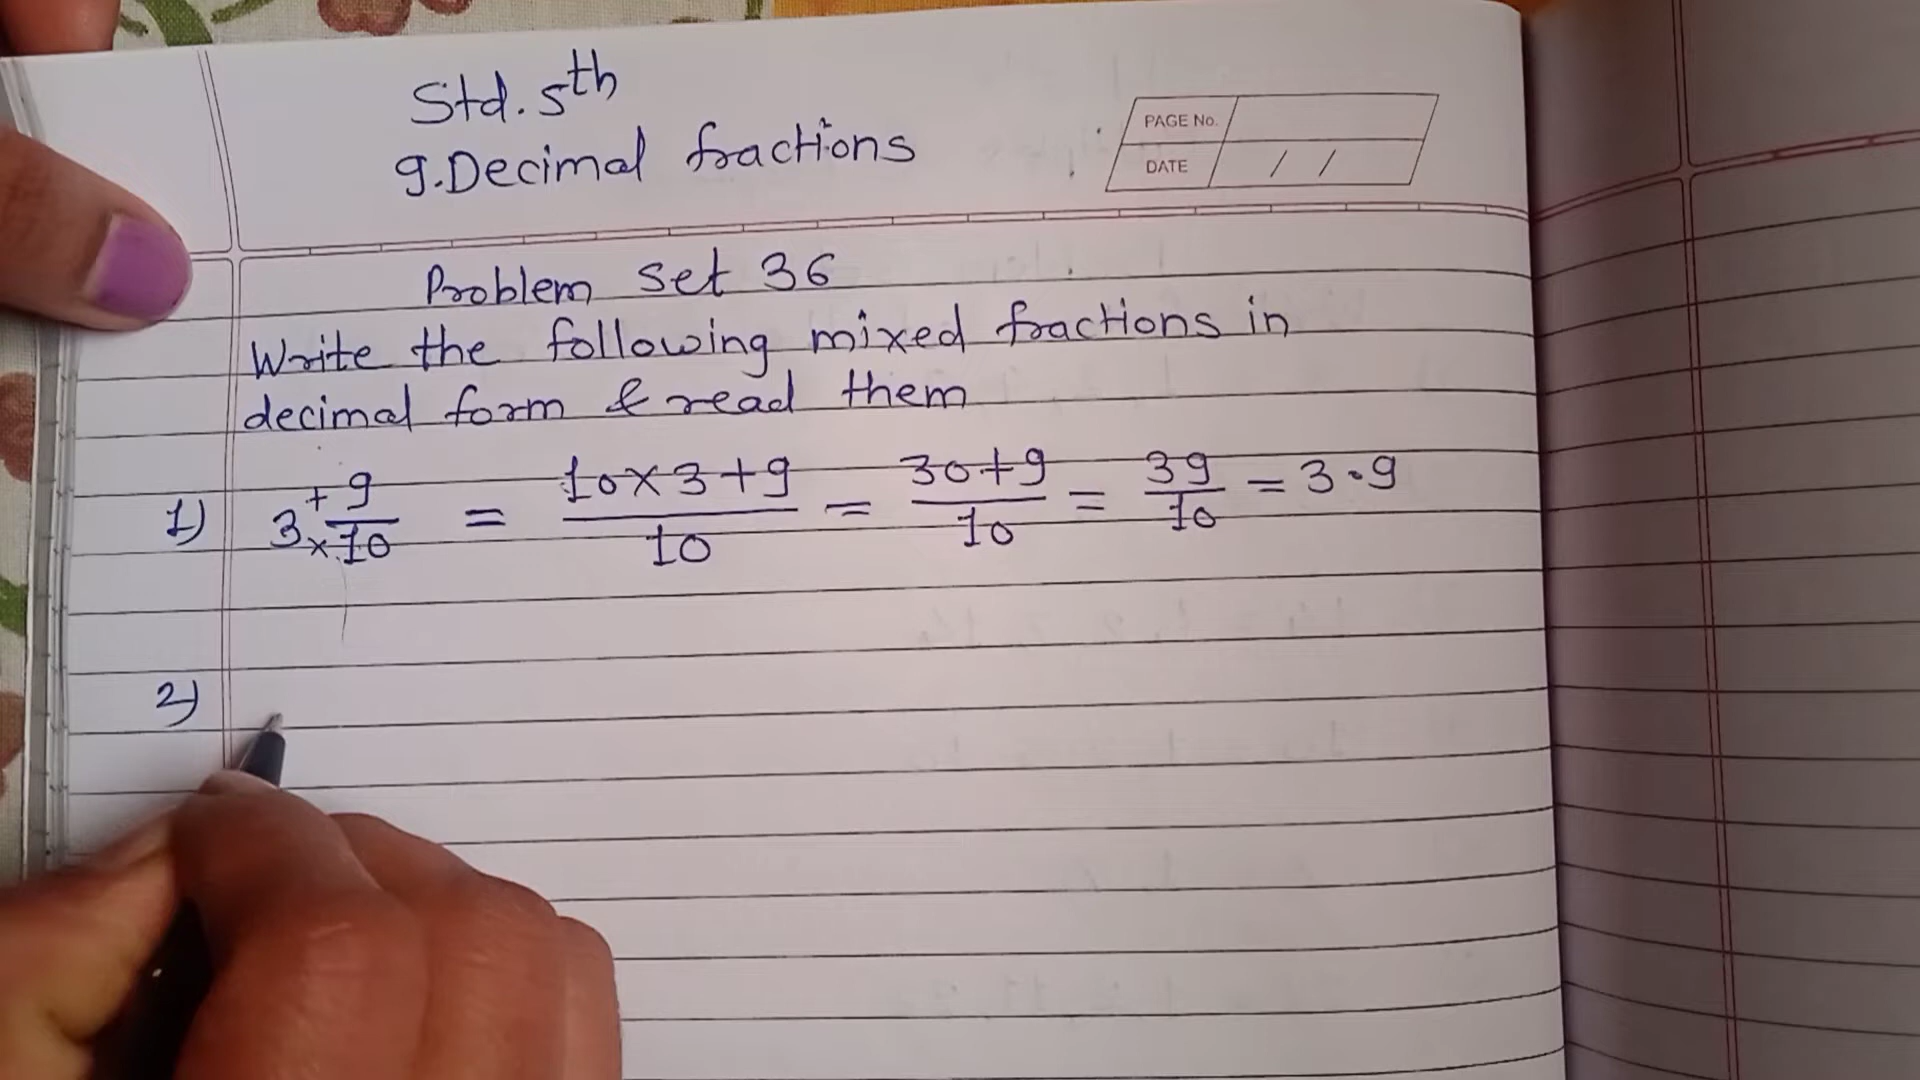 Std. 5th
9. Decimal fractions
PAGE No.
DATE / /
Problem Set 36
Write the following mixed fractions in
decimal form & read them
1) 3 + × 9/10 = 10×3+9/10 = 30+9/10 = 39/10 = 3.9
2)